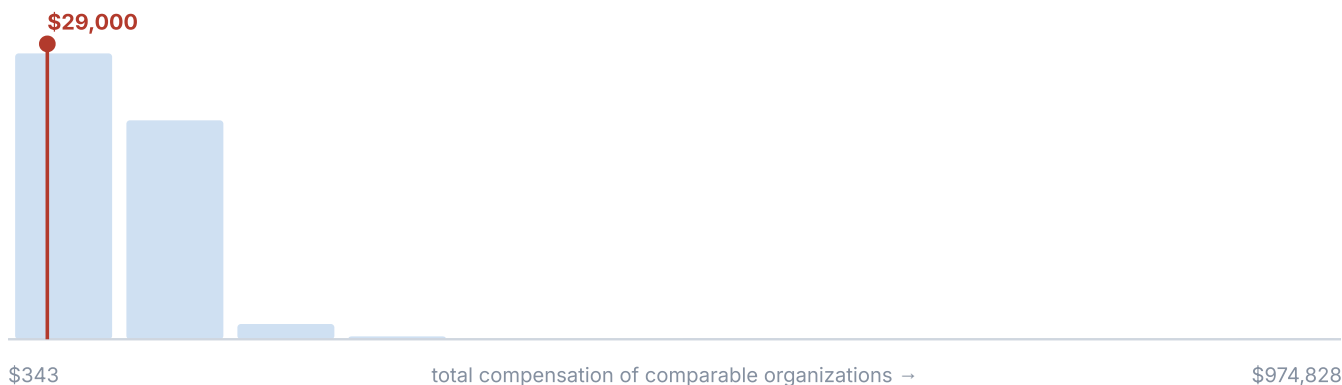 $29,000
$343
total compensation of comparable organizations →
$974,828